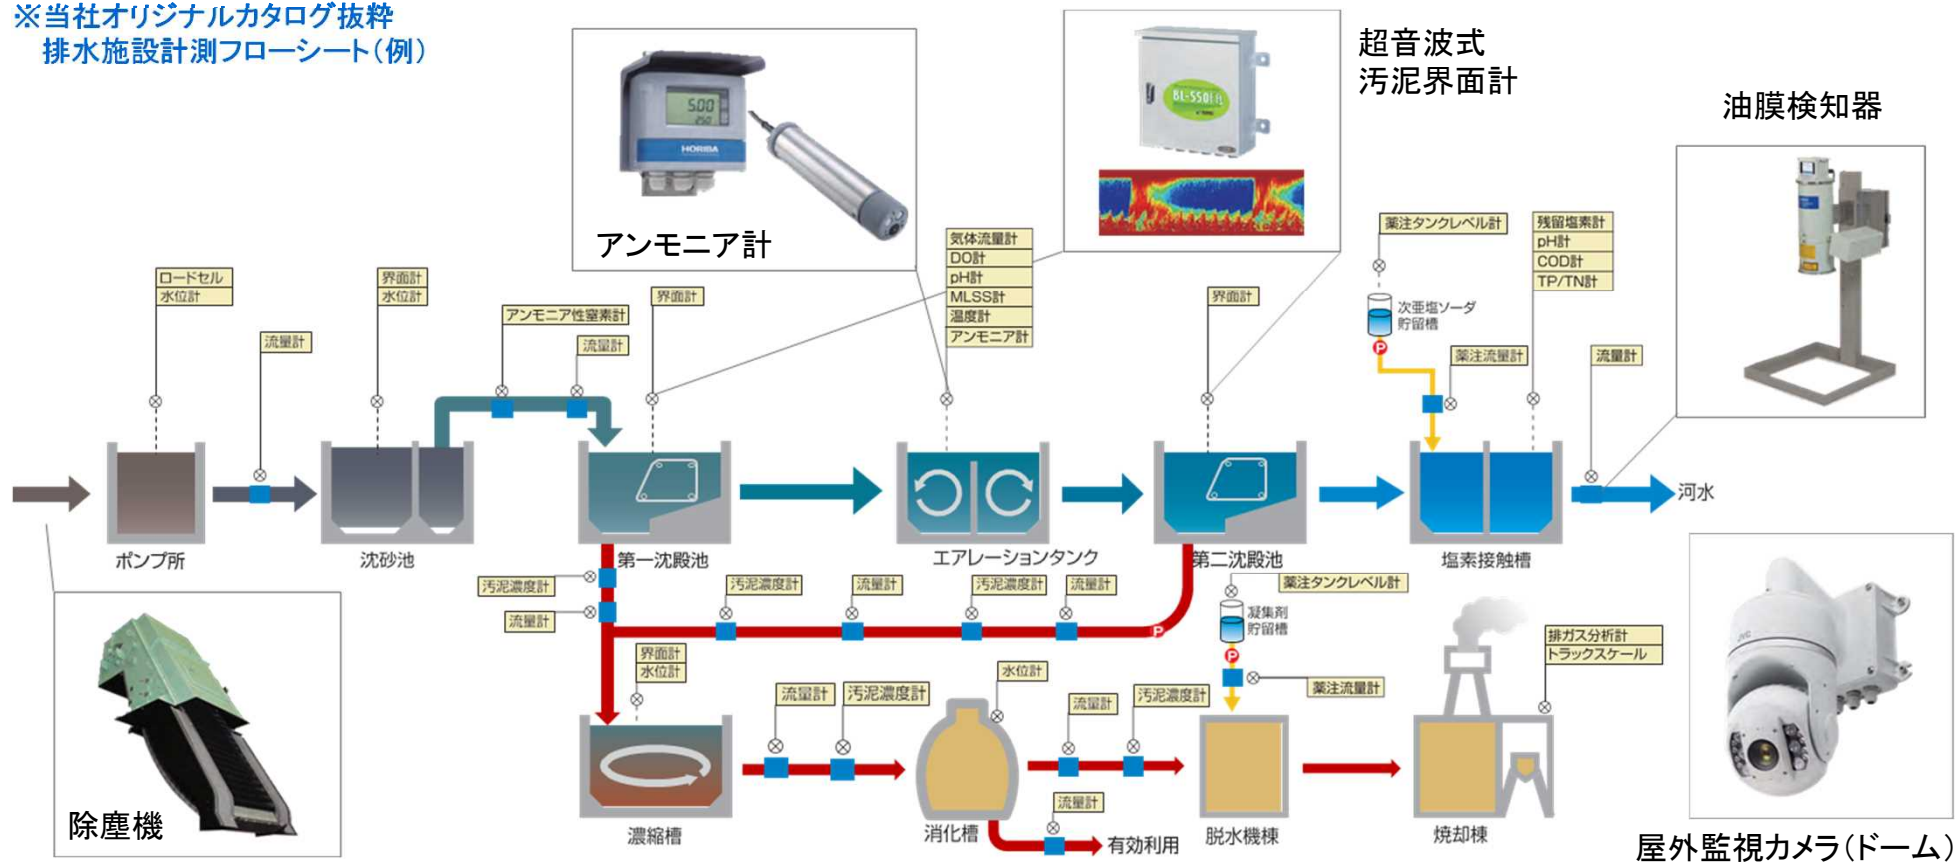 ※当社オリジナルカタログ抜粋
排水施設計測フローシート(例)
5.00
250
HORIBA
アンモニア計
BL-550
超音波式
汚泥界面計
油膜検知器
ロードセル
水位計
流量計
界面計
水位計
アンモニア性窒素計
流量計
界面計
気体流量計
DO計
pH計
MLSS計
温度計
アンモニア計
界面計
薬注タンクレベル計
次亜塩ソーダ
貯留槽
P
薬注流量計
残留塩素計
pH計
COD計
TP/TN計
流量計
河水
ポンプ所
沈砂池
第一沈殿池
エアレーションタンク
第二沈殿池
塩素接触槽
汚泥濃度計
流量計
汚泥濃度計
流量計
汚泥濃度計
流量計
P
薬注タンクレベル計
凝集剤
貯留槽
P
薬注流量計
排ガス分析計
トラックスケール
界面計
水位計
流量計
汚泥濃度計
水位計
流量計
汚泥濃度計
流量計
有効利用
濃縮槽
消化槽
脱水機棟
焼却棟
除塵機
JVC
屋外監視カメラ(ドーム)